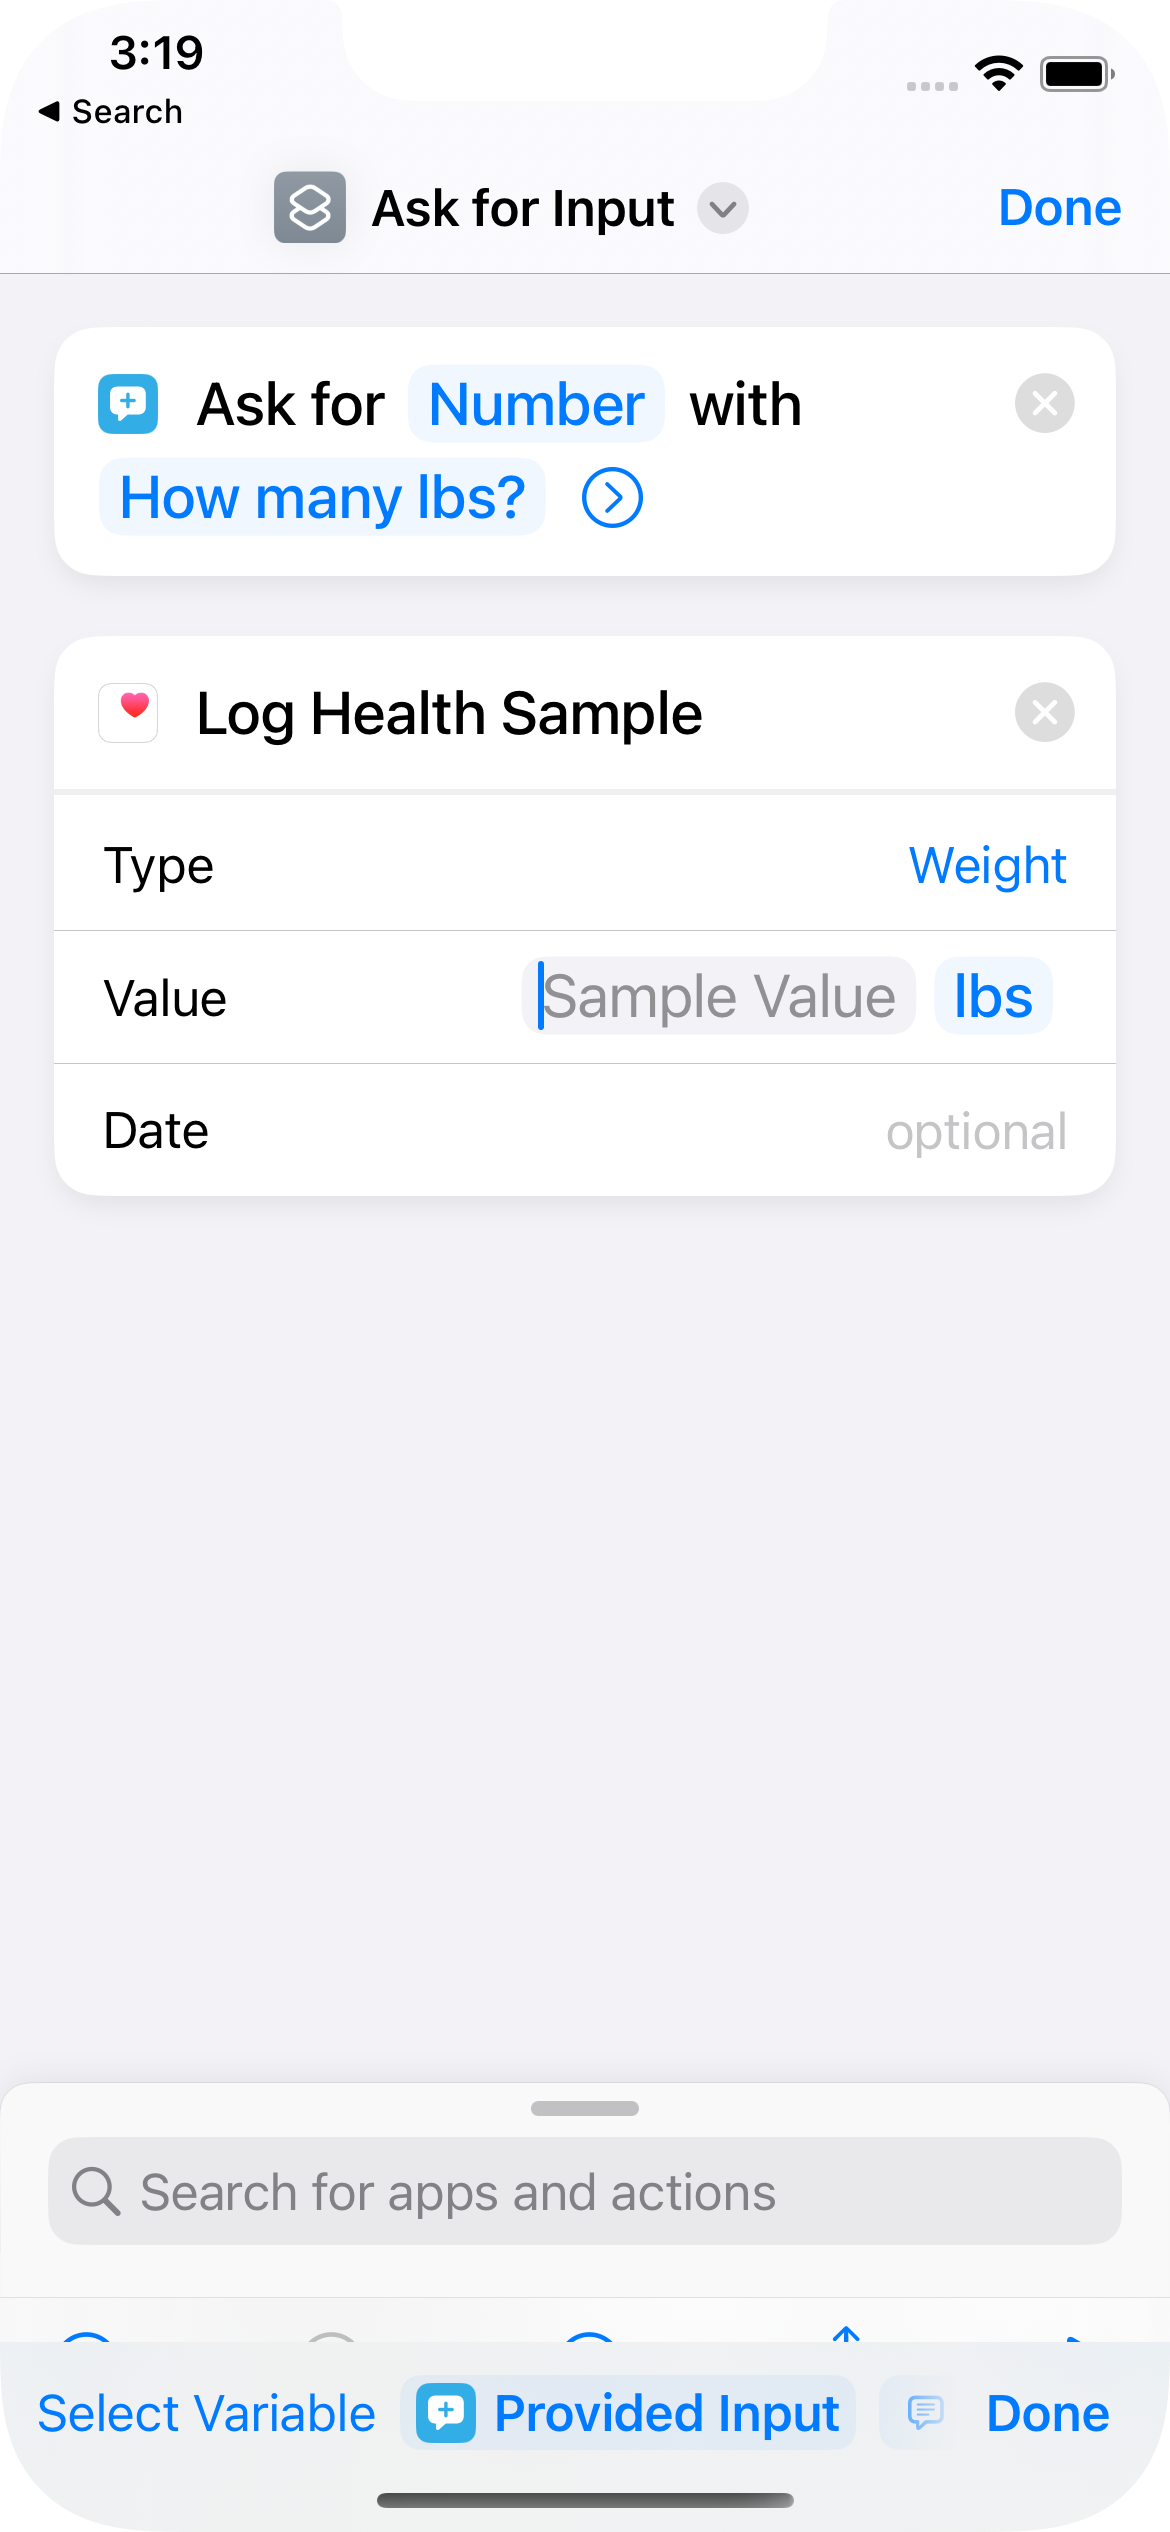 3:19
Search
Ask for Input
Done
Ask for Number with
How many lbs?
Log Health Sample
Type Weight
Value Sample Value lbs
Date optional
Search for apps and actions
Select Variable Provided Input Done